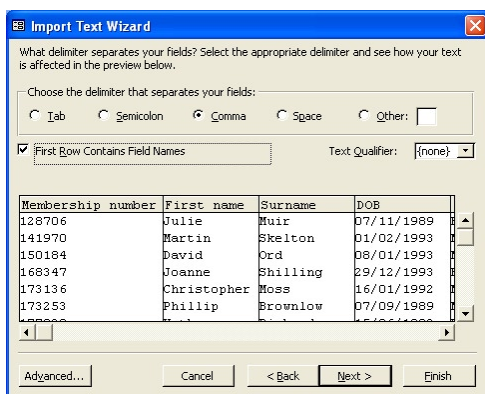 Import Text Wizard
What delimiter separates your fields? Select the appropriate delimiter and see how your text
is affected in the preview below.
Choose the delimiter that separates your fields:
Tab Semicolon Comma Space Other:
First Row Contains Field Names Text Qualifier: {none}
Membership number First name Surname DOB
128706 Julie Muir 07/11/1989
141970 Martin Skelton 01/02/1993
150184 David Ord 08/01/1993
168347 Joanne Shilling 29/12/1993
173136 Christopher Moss 16/01/1992
173253 Phillip Brownlow 07/09/1989
Advanced... Cancel < Back Next > Finish